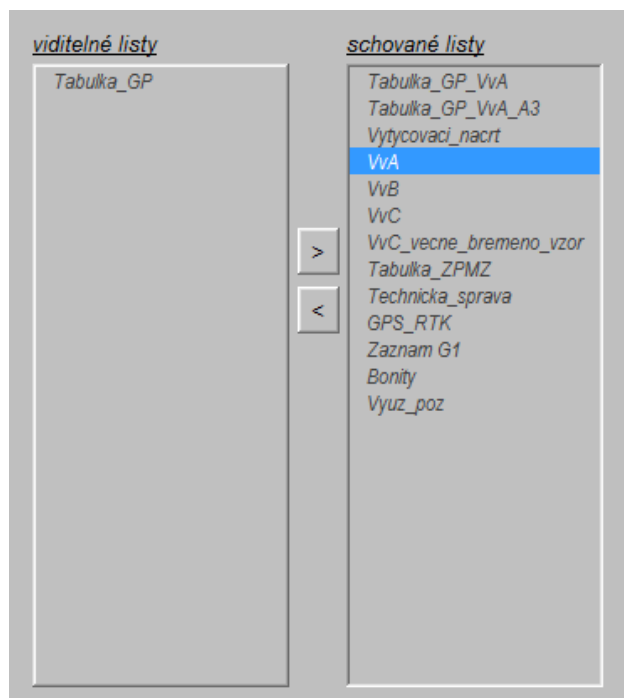 viditelné listy
Tabulka_GP
>
<
schované listy
Tabulka_GP_VvA
Tabulka_GP_VvA_A3
Vytycovaci_nacrt
VvA
VvB
VvC
VvC_vecne_bremeno_vzor
Tabulka_ZPMZ
Technicka_sprava
GPS_RTK
Zaznam G1
Bonity
Vyuz_poz